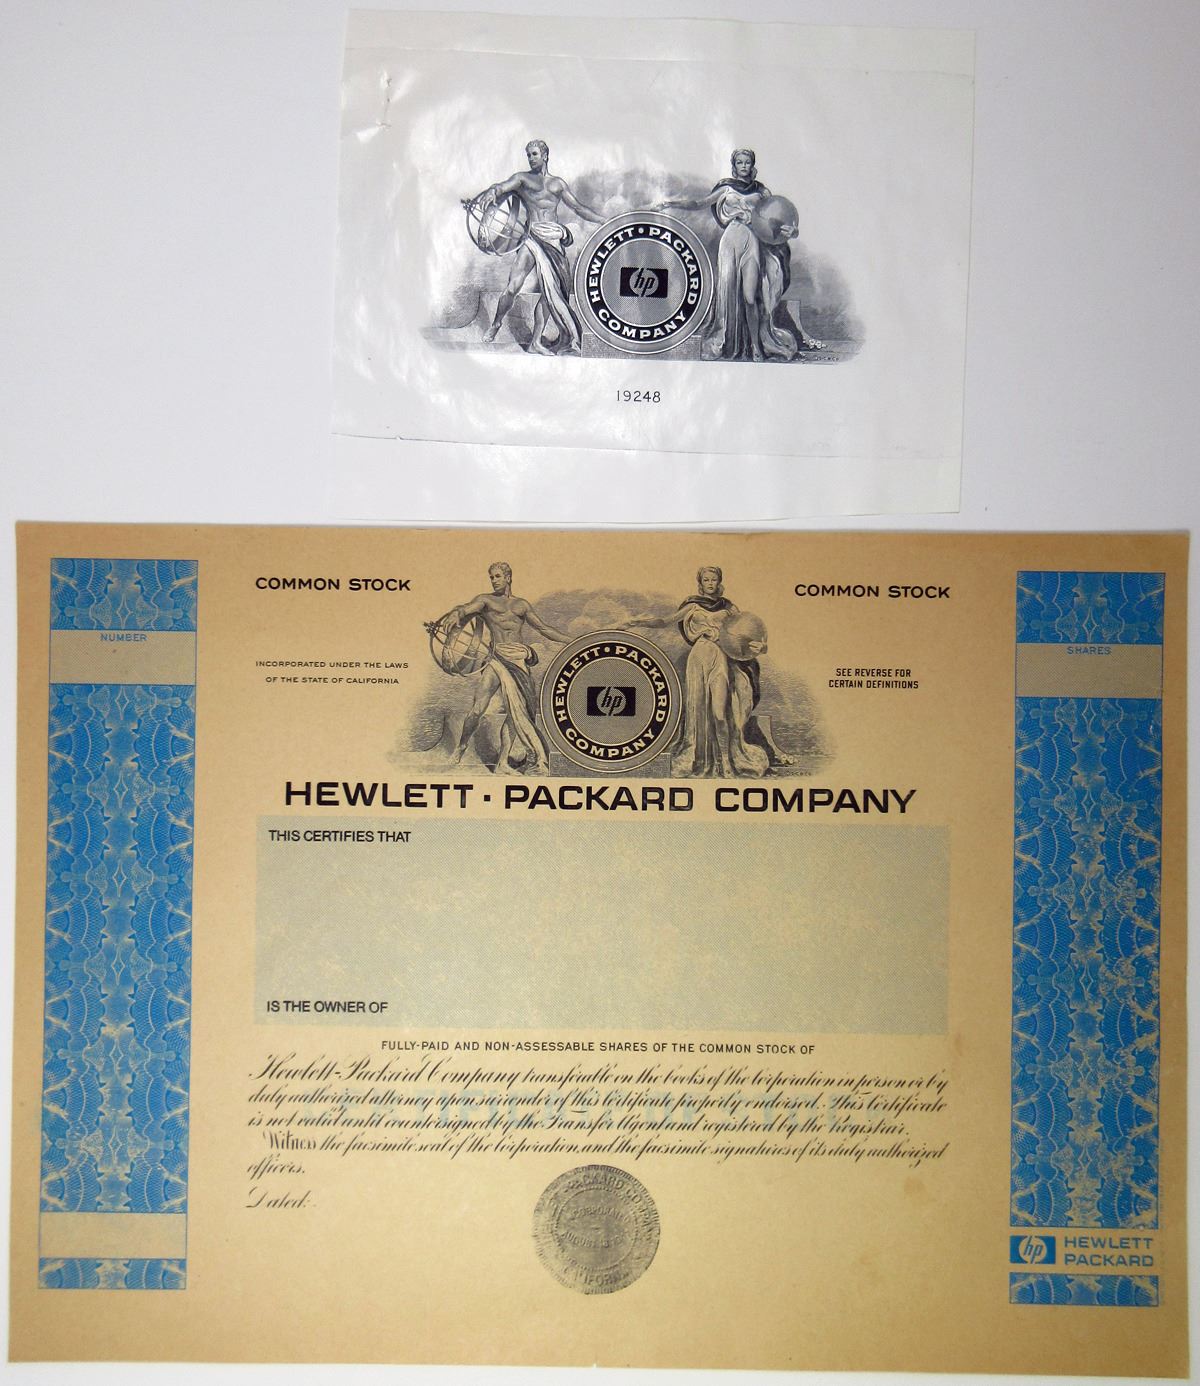 HEWLETT • PACKARD
COMPANY
hp
19248
COMMON STOCK
COMMON STOCK
NUMBER
SHARES
INCORPORATED UNDER THE LAWS
OF THE STATE OF CALIFORNIA
SEE REVERSE FOR
CERTAIN DEFINITIONS
HEWLETT • PACKARD
COMPANY
hp
HEWLETT · PACKARD COMPANY
THIS CERTIFIES THAT
IS THE OWNER OF
FULLY-PAID AND NON-ASSESSABLE SHARES OF THE COMMON STOCK OF
Hewlett-Packard Company transferable on the books of the Corporation in person or by
duly authorized attorney upon surrender of this Certificate properly endorsed. This Certificate
is not valid until countersigned by the Transfer Agent and registered by the Registrar.
Witness the facsimile seal of the Corporation, and the facsimile signatures of its duly authorized
officers.
Dated:
PACKARD CO
AUGUST
CALIFORN
hp HEWLETT
PACKARD